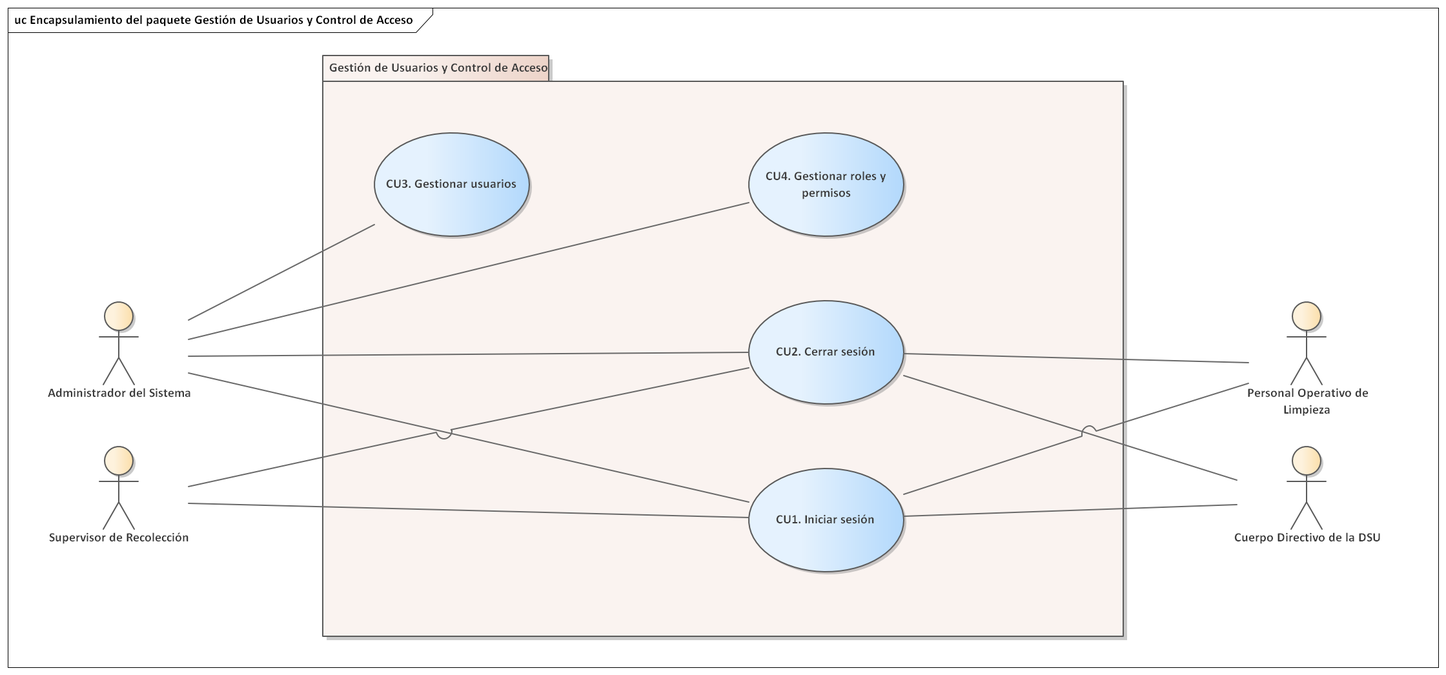 uc Encapsulamiento del paquete Gestión de Usuarios y Control de Acceso
Gestión de Usuarios y Control de Acceso
CU3. Gestionar usuarios
CU4. Gestionar roles y
permisos
CU2. Cerrar sesión
CU1. Iniciar sesión
Administrador del Sistema
Supervisor de Recolección
Personal Operativo de
Limpieza
Cuerpo Directivo de la DSU